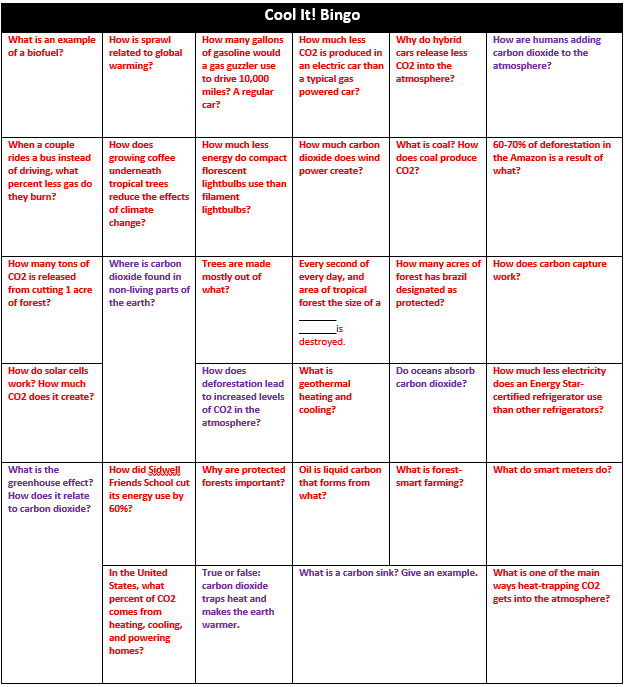 Cool It! Bingo
What is an example
of a biofuel?
How is sprawl
related to global
warming?
How many gallons
of gasoline would
a gas guzzler use
to drive 10,000
miles? A regular
car?
How much less
CO2 is produced in
an electric car than
a typical gas
powered car?
Why do hybrid
cars release less
CO2 into the
atmosphere?
How are humans adding
carbon dioxide to the
atmosphere?
When a couple
rides a bus instead
of driving, what
percent less gas do
they burn?
How does
growing coffee
underneath
tropical trees
reduce the effects
of climate
change?
How much less
energy do compact
florescent
lightbulbs use than
filament
lightbulbs?
How much carbon
dioxide does wind
power create?
What is coal? How
does coal produce
CO2?
60-70% of deforestation in
the Amazon is a result of
what?
How many tons of
CO2 is released
from cutting 1 acre
of forest?
Where is carbon
dioxide found in
non-living parts of
the earth?
Trees are made
mostly out of
what?
Every second of
every day, and
area of tropical
forest the size of a
_______
_______is
destroyed.
How many acres of
forest has brazil
designated as
protected?
How does carbon capture
work?
How do solar cells
work? How much
CO2 does it create?
How does
deforestation lead
to increased levels
of CO2 in the
atmosphere?
What is
geothermal
heating and
cooling?
Do oceans absorb
carbon dioxide?
How much less electricity
does an Energy Star-
certified refrigerator use
than other refrigerators?
What is the
greenhouse effect?
How does it relate
to carbon dioxide?
How did Sidwell
Friends School cut
its energy use by
60%?
Why are protected
forests important?
Oil is liquid carbon
that forms from
what?
What is forest-
smart farming?
What do smart meters do?
In the United
States, what
percent of CO2
comes from
heating, cooling,
and powering
homes?
True or false:
carbon dioxide
traps heat and
makes the earth
warmer.
What is a carbon sink? Give an example.
What is one of the main
ways heat-trapping CO2
gets into the atmosphere?